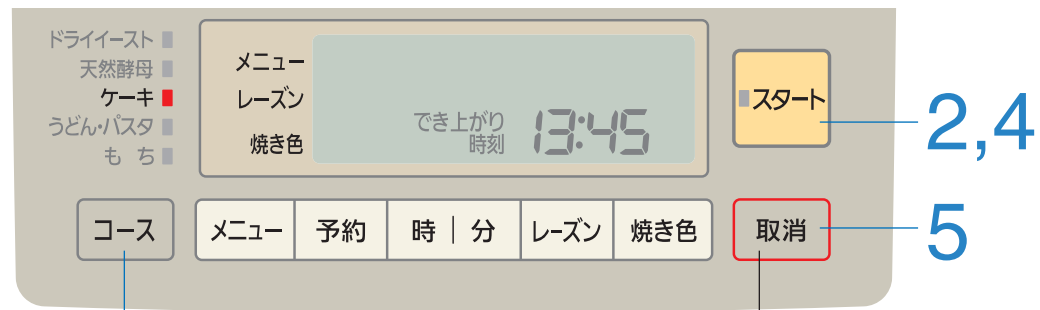 ドライイースト
天然酵母
ケーキ
うどん・パスタ
も ち
メニュー
レーズン
焼き色
でき上がり
時刻
13:45
スタート
2,4
コース
メニュー 予約 時 | 分 レーズン 焼き色
取消
5